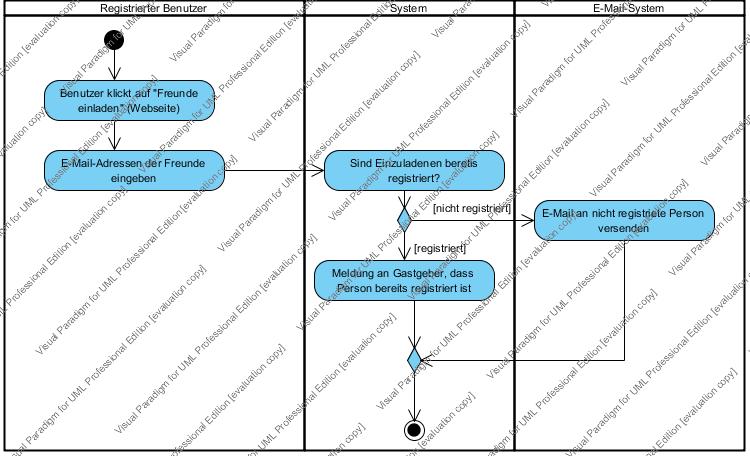 Registrierter Benutzer
System
E-Mail-System
Benutzer klickt auf "Freunde
einladen" (Webseite)
E-Mail-Adressen der Freunde
eingeben
Sind Einzuladenen bereits
registriert?
[nicht registriert]
E-Mail an nicht registriete Person
versenden
[registriert]
Meldung an Gastgeber, dass
Person bereits registriert ist
Visual Paradigm for UML Professional Edition [evaluation copy]